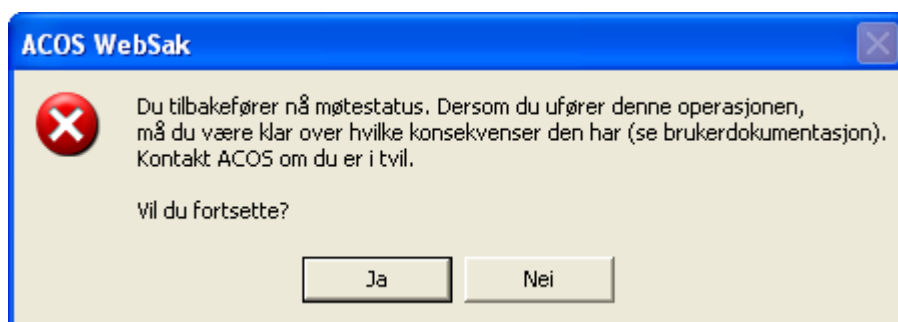 ACOS WebSak
Du tilbakefører nå møtestatus. Dersom du ufører denne operasjonen,
må du være klar over hvilke konsekvenser den har (se brukerdokumentasjon).
Kontakt ACOS om du er i tvil.
Vil du fortsette?
Ja
Nei